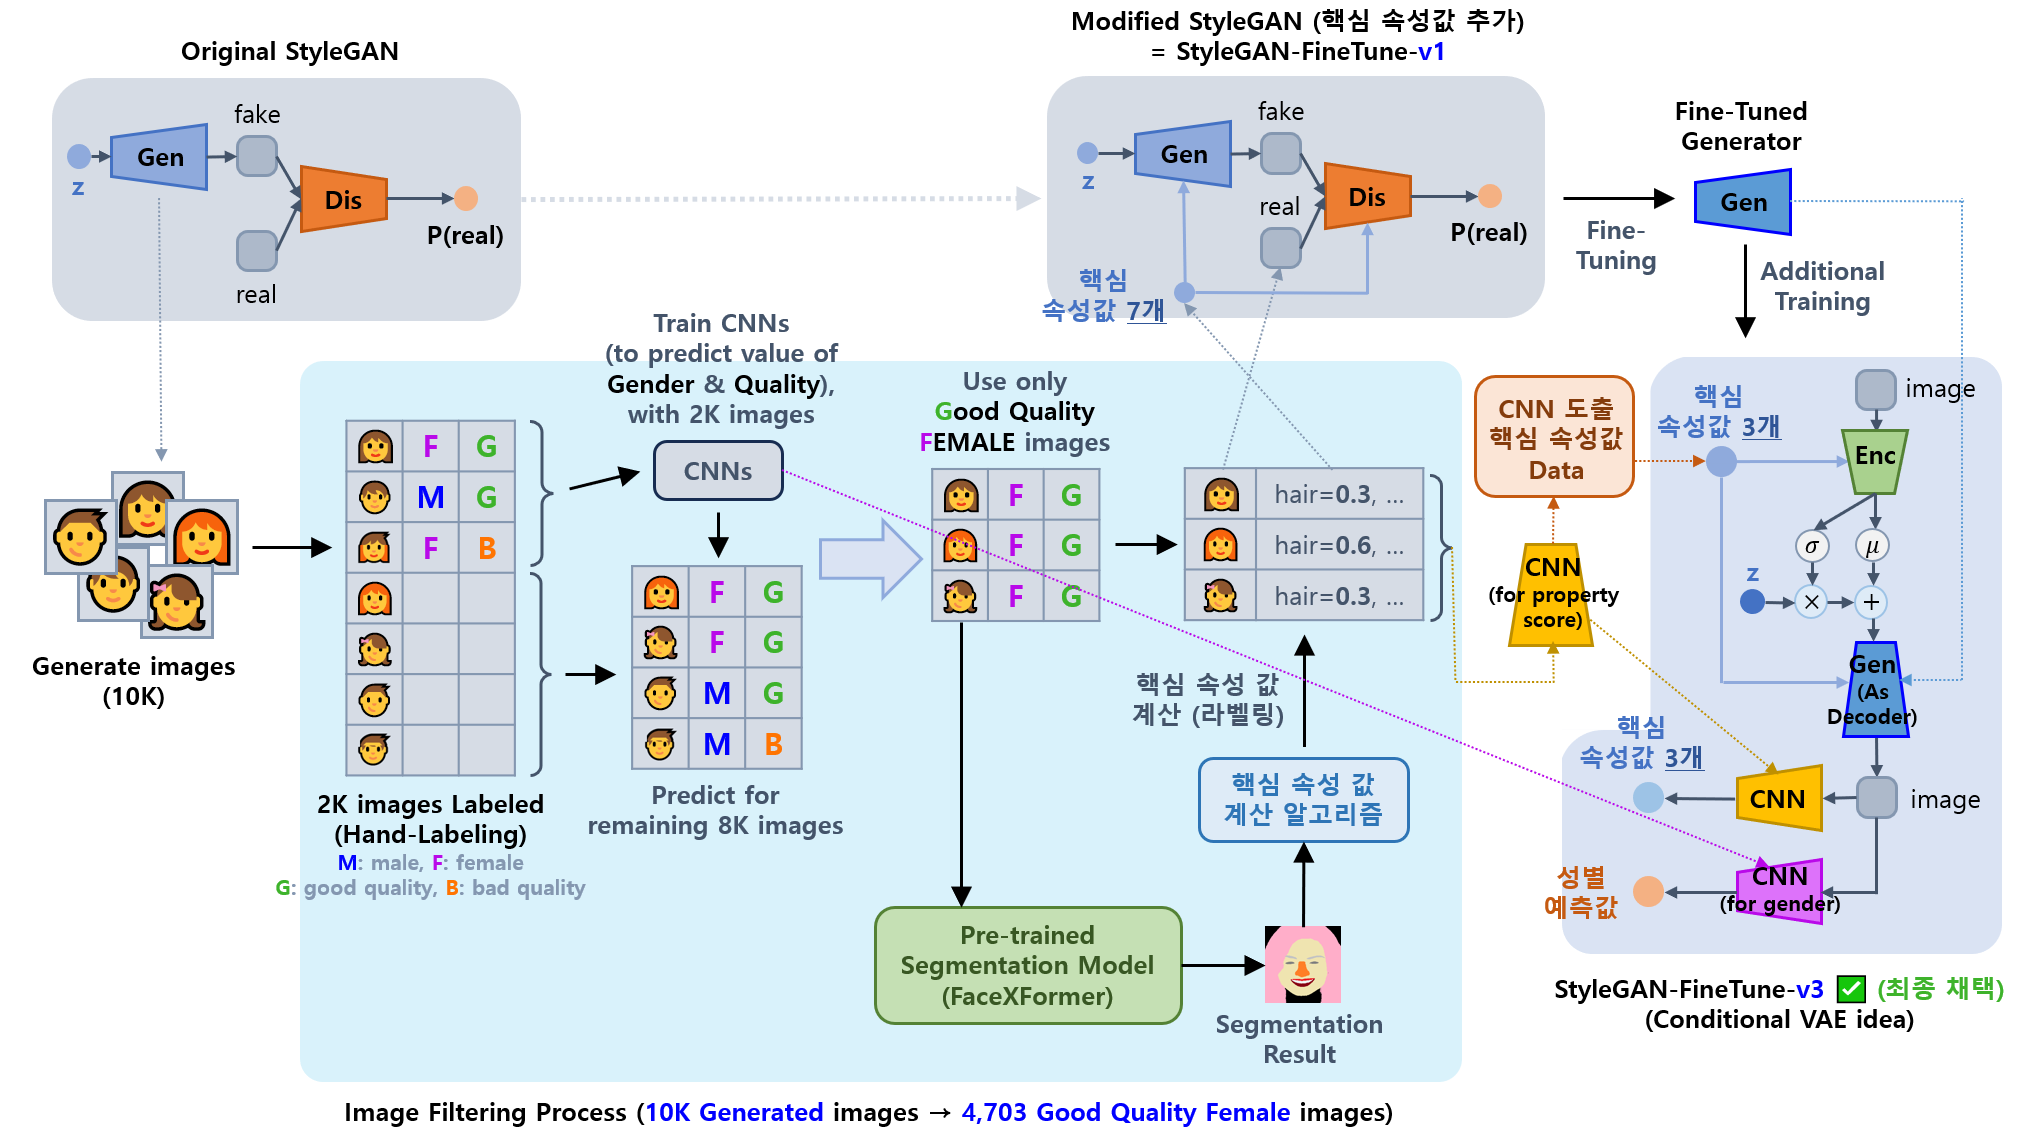 Original StyleGAN
fake
Gen
z
Dis
P(real)
real
Modified StyleGAN (핵심 속성값 추가)
= StyleGAN-FineTune-v1
fake
Gen
z
Dis
real
P(real)
핵심
속성값 7개
Fine-Tuned
Generator
Gen
Fine-
Tuning
Additional
Training
Generate images
(10K)
F G
M G
F B
2K images Labeled
(Hand-Labeling)
M: male, F: female
G: good quality, B: bad quality
Train CNNs
(to predict value of
Gender & Quality),
with 2K images
CNNs
F G
F G
M G
M B
Predict for
remaining 8K images
Use only
Good Quality
FEMALE images
F G
F G
F G
hair=0.3, ...
hair=0.6, ...
hair=0.3, ...
핵심 속성 값
계산 (라벨링)
핵심 속성 값
계산 알고리즘
Pre-trained
Segmentation Model
(FaceXFormer)
Segmentation
Result
Image Filtering Process (10K Generated images → 4,703 Good Quality Female images)
CNN 도출
핵심 속성값
Data
CNN
(for property
score)
핵심
속성값 3개
image
Enc
σ
μ
z
×
+
Gen
(As
Decoder)
핵심
속성값 3개
CNN
image
성별
예측값
CNN
(for gender)
StyleGAN-FineTune-v3 ✅ (최종 채택)
(Conditional VAE idea)